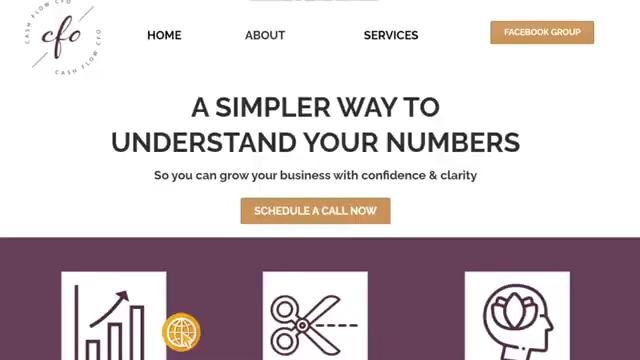 CASH FLOW CFO
cfo
CASH FLOW CFO
HOME
ABOUT
SERVICES
FACEBOOK GROUP
A SIMPLER WAY TO
UNDERSTAND YOUR NUMBERS
So you can grow your business with confidence & clarity
SCHEDULE A CALL NOW